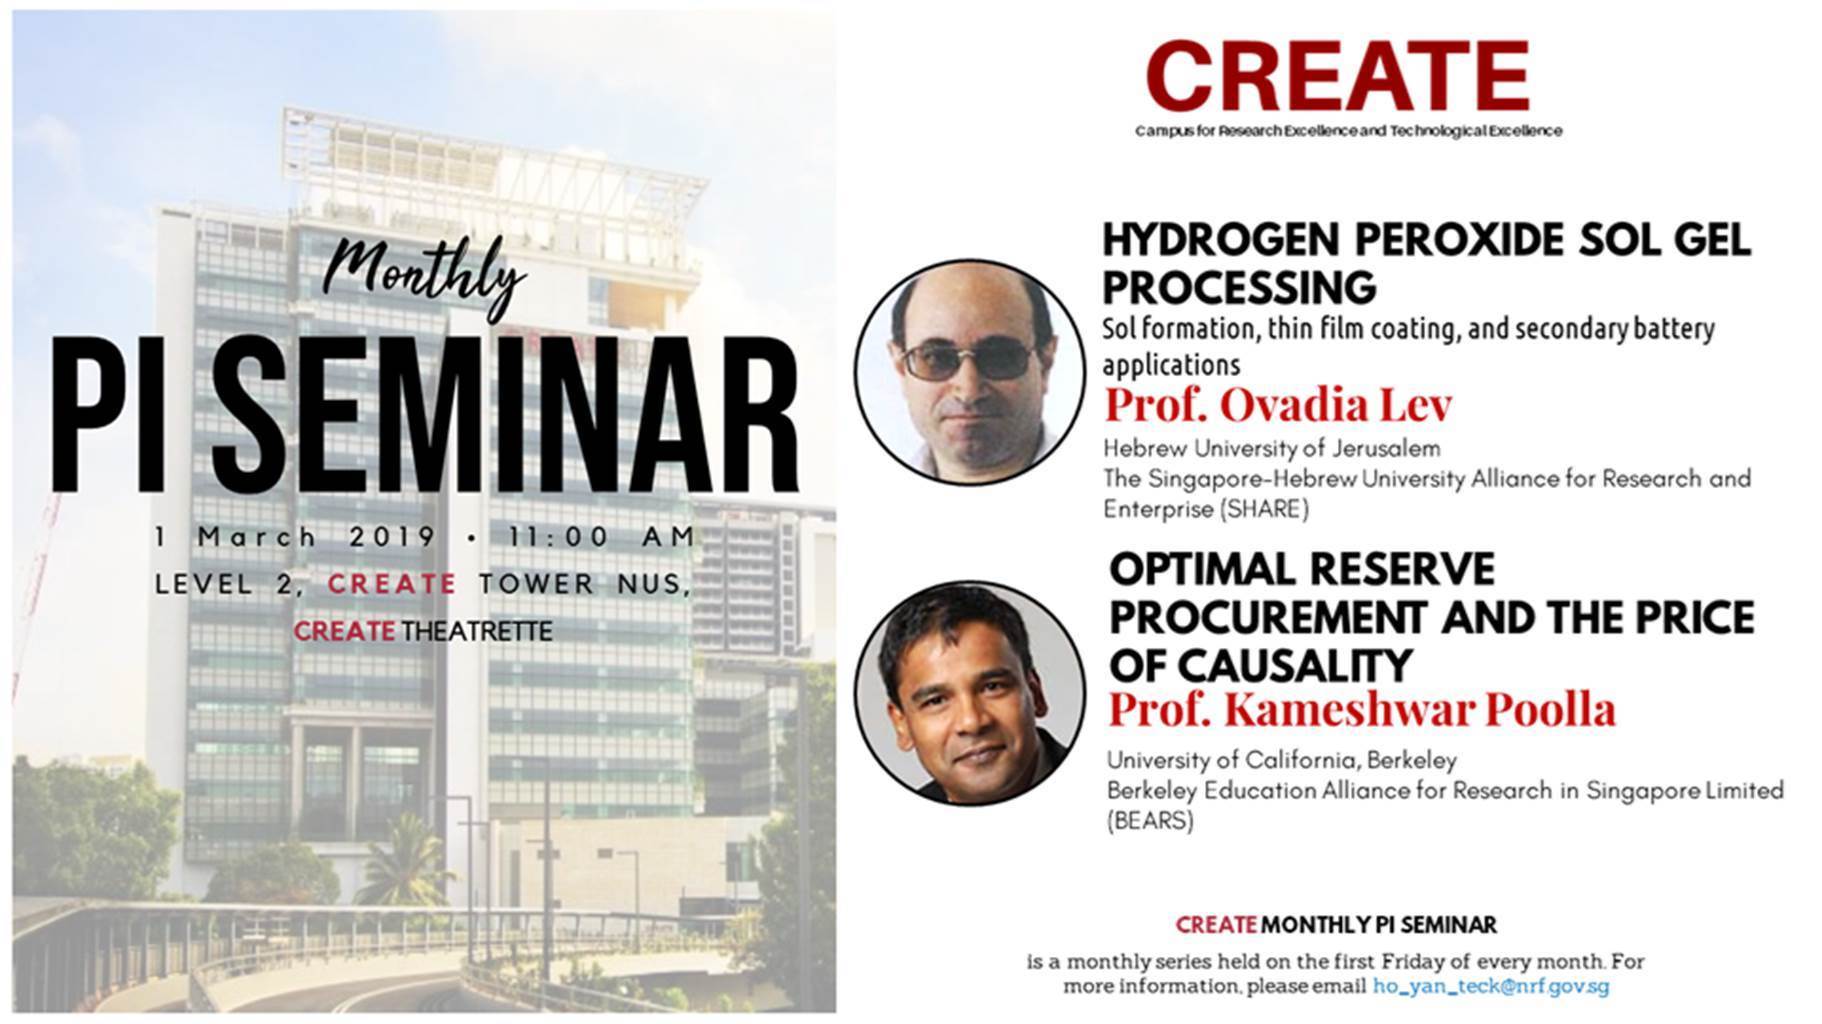 Monthly
PI SEMINAR
1 March 2019 • 11:00 AM
LEVEL 2, CREATE TOWER NUS,
CREATE THEATRETTE
CREATE
Campus for Research Excellence and Technological Excellence
HYDROGEN PEROXIDE SOL GEL
PROCESSING
Sol formation, thin film coating, and secondary battery
applications
Prof. Ovadia Lev
Hebrew University of Jerusalem
The Singapore-Hebrew University Alliance for Research and
Enterprise (SHARE)
OPTIMAL RESERVE
PROCUREMENT AND THE PRICE
OF CAUSALITY
Prof. Kameshwar Poolla
University of California, Berkeley
Berkeley Education Alliance for Research in Singapore Limited
(BEARS)
CREATE MONTHLY PI SEMINAR
is a monthly series held on the first Friday of every month. For
more information, please email ho_yan_teck@nrf.gov.sg